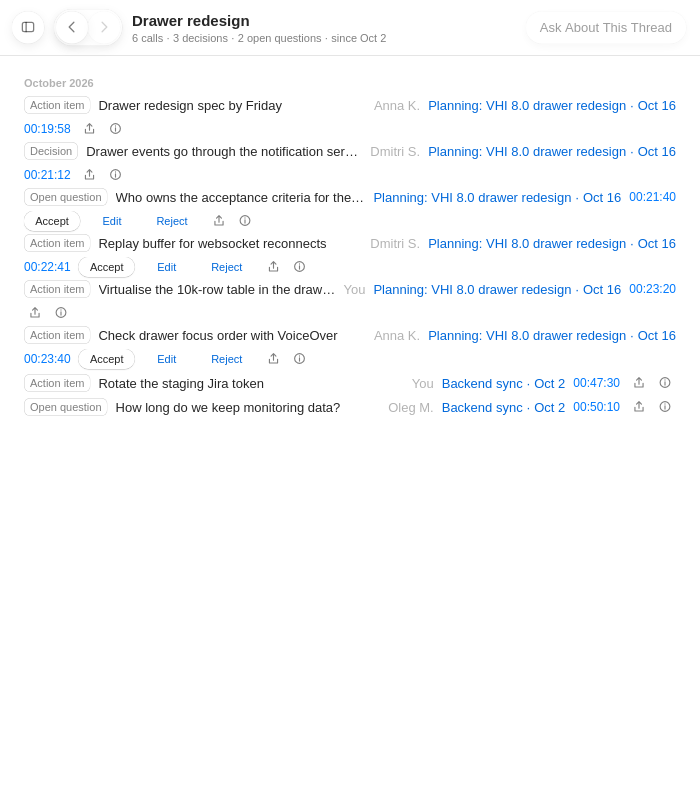 Drawer redesign
6 calls · 3 decisions · 2 open questions · since Oct 2
Ask About This Thread
October 2026
Action item Drawer redesign spec by Friday Anna K. Planning: VHI 8.0 drawer redesign · Oct 16
00:19:58
Decision Drawer events go through the notification ser… Dmitri S. Planning: VHI 8.0 drawer redesign · Oct 16
00:21:12
Open question Who owns the acceptance criteria for the… Planning: VHI 8.0 drawer redesign · Oct 16 00:21:40
Accept Edit Reject
Action item Replay buffer for websocket reconnects Dmitri S. Planning: VHI 8.0 drawer redesign · Oct 16
00:22:41 Accept Edit Reject
Action item Virtualise the 10k-row table in the draw… You Planning: VHI 8.0 drawer redesign · Oct 16 00:23:20
Action item Check drawer focus order with VoiceOver Anna K. Planning: VHI 8.0 drawer redesign · Oct 16
00:23:40 Accept Edit Reject
Action item Rotate the staging Jira token You Backend sync · Oct 2 00:47:30
Open question How long do we keep monitoring data? Oleg M. Backend sync · Oct 2 00:50:10